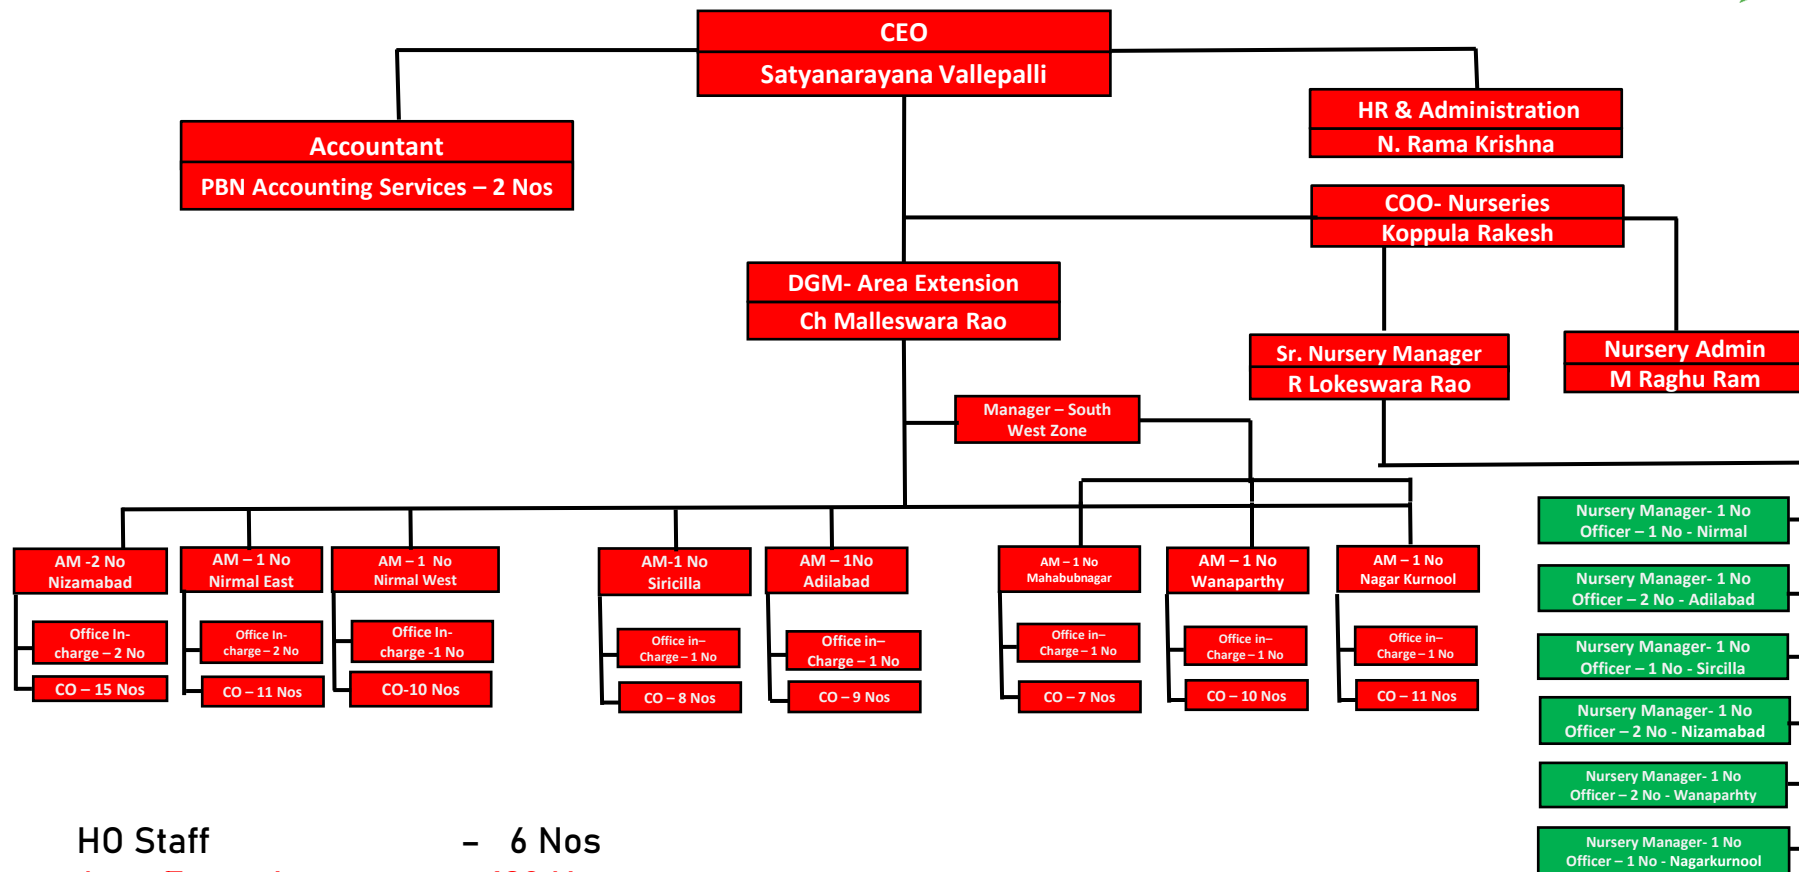 CEO
Satyanarayana Vallepalli
HR & Administration
N. Rama Krishna
Accountant
PBN Accounting Services – 2 Nos
COO- Nurseries
Koppula Rakesh
DGM- Area Extension
Ch Malleswara Rao
Sr. Nursery Manager
R Lokeswara Rao
Nursery Admin
M Raghu Ram
Manager – South
West Zone
AM -2 No
Nizamabad
Office In-
charge – 2 No
CO – 15 Nos
AM – 1 No
Nirmal East
Office In-
charge – 2 No
CO – 11 Nos
AM – 1 No
Nirmal West
Office In-
charge -1 No
CO-10 Nos
AM-1 No
Siricilla
Office in–
Charge – 1 No
CO – 8 Nos
AM – 1No
Adilabad
Office in–
Charge – 1 No
CO – 9 Nos
AM – 1 No
Mahabubnagar
Office in–
Charge – 1 No
CO – 7 Nos
AM – 1 No
Wanaparthy
Office in–
Charge – 1 No
CO – 10 Nos
AM – 1 No
Nagar Kurnool
Office in–
Charge – 1 No
CO – 11 Nos
Nursery Manager- 1 No
Officer – 1 No - Nirmal
Nursery Manager- 1 No
Officer – 2 No - Adilabad
Nursery Manager- 1 No
Officer – 1 No - Sircilla
Nursery Manager- 1 No
Officer – 2 No - Nizamabad
Nursery Manager- 1 No
Officer – 2 No - Wanaparhty
Nursery Manager- 1 No
Officer – 1 No - Nagarkurnool
HO Staff – 6 Nos